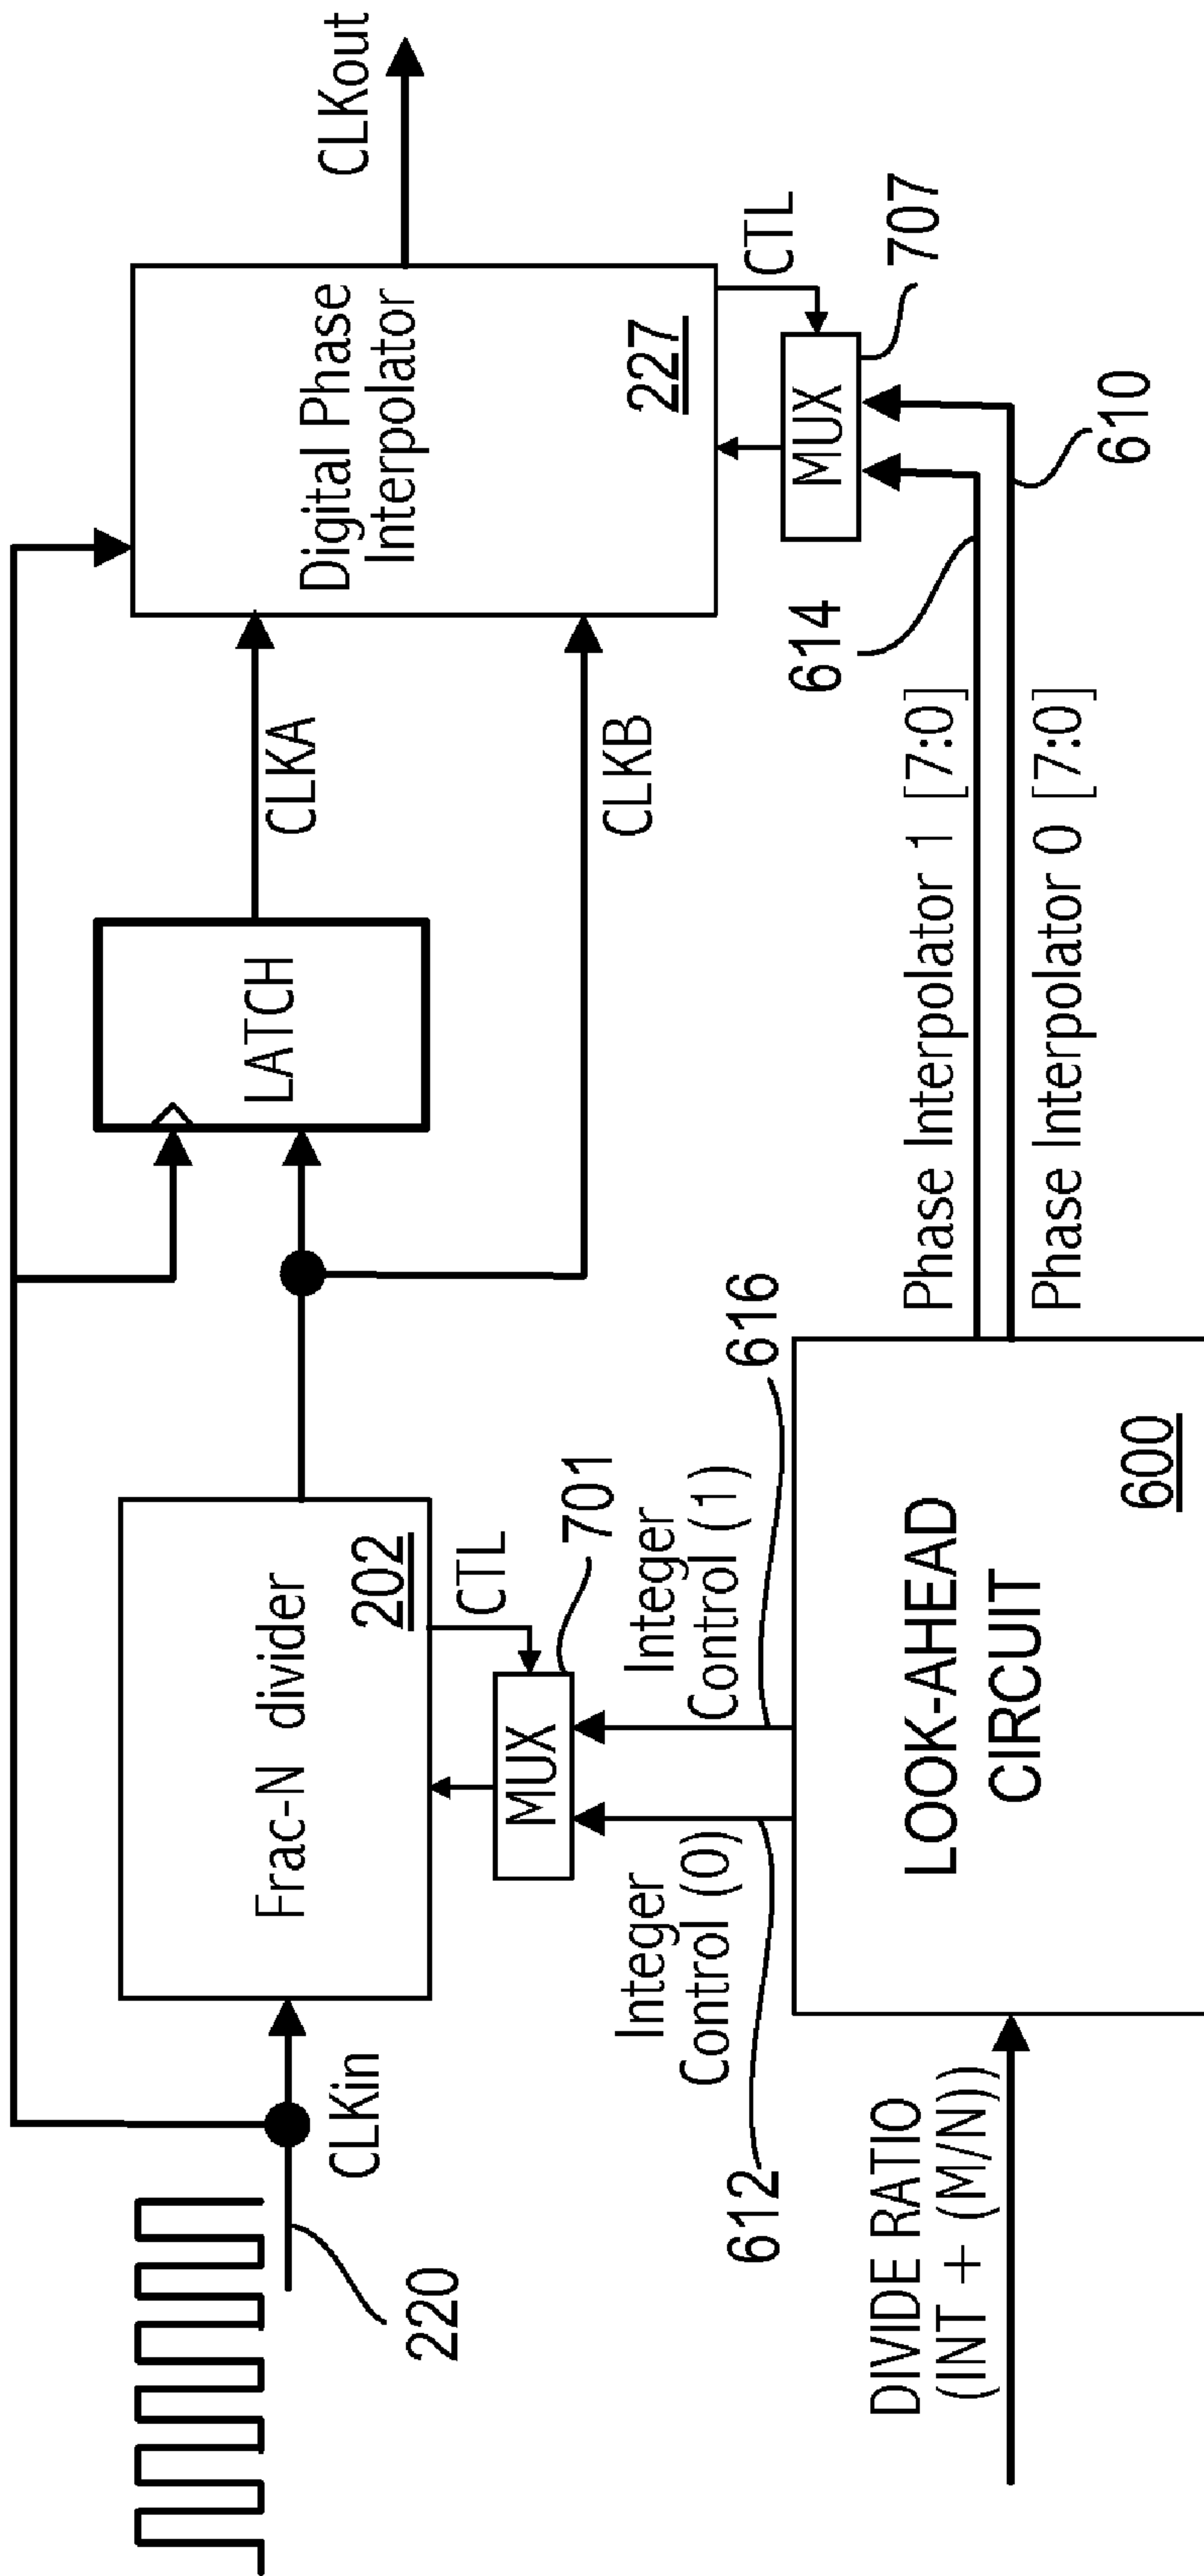 CLKin
220
Frac-N divider
202
CTL
MUX
701
Integer
Control (0)
612
Integer
Control (1)
616
LATCH
CLKA
CLKB
Digital Phase
Interpolator
227
CLKout
CTL
MUX
707
614
610
Phase Interpolator 1 [7:0]
Phase Interpolator 0 [7:0]
DIVIDE RATIO
(INT + (M/N))
LOOK-AHEAD
CIRCUIT
600